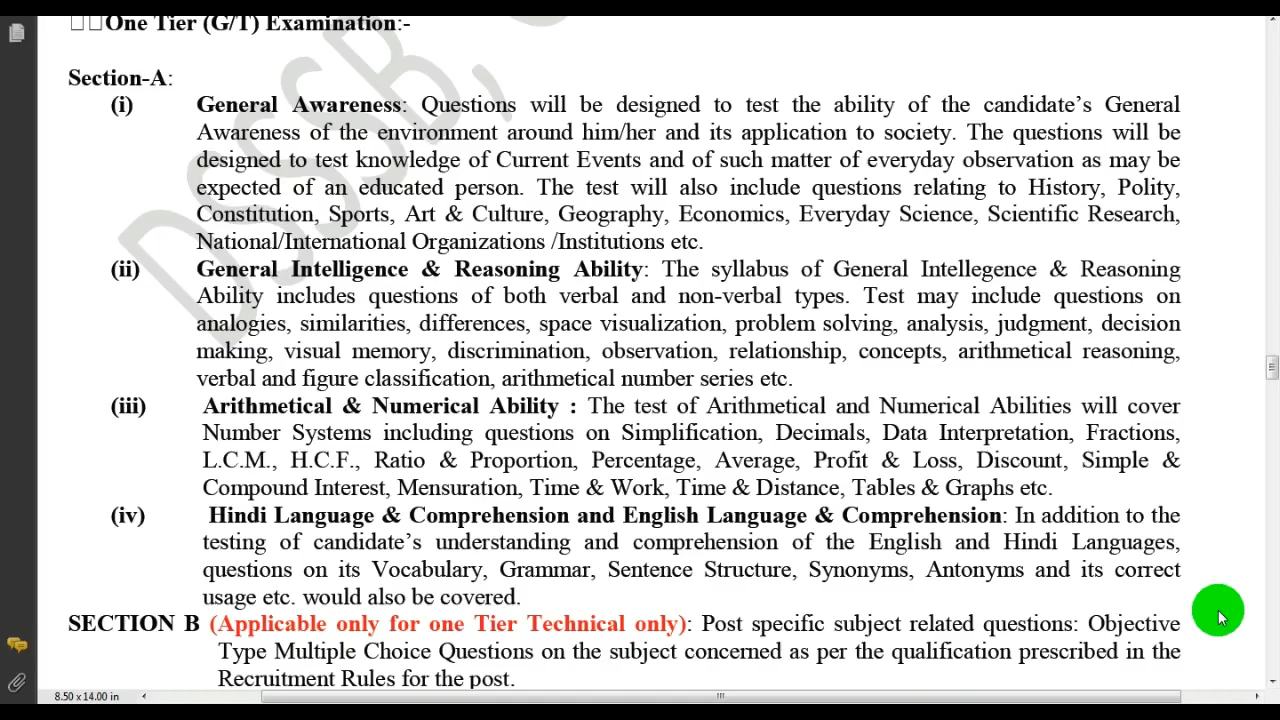 □□One Tier (G/T) Examination:-
Section-A:
(i) General Awareness: Questions will be designed to test the ability of the candidate's General
Awareness of the environment around him/her and its application to society. The questions will be
designed to test knowledge of Current Events and of such matter of everyday observation as may be
expected of an educated person. The test will also include questions relating to History, Polity,
Constitution, Sports, Art & Culture, Geography, Economics, Everyday Science, Scientific Research,
National/International Organizations /Institutions etc.
(ii) General Intelligence & Reasoning Ability: The syllabus of General Intellegence & Reasoning
Ability includes questions of both verbal and non-verbal types. Test may include questions on
analogies, similarities, differences, space visualization, problem solving, analysis, judgment, decision
making, visual memory, discrimination, observation, relationship, concepts, arithmetical reasoning,
verbal and figure classification, arithmetical number series etc.
(iii) Arithmetical & Numerical Ability : The test of Arithmetical and Numerical Abilities will cover
Number Systems including questions on Simplification, Decimals, Data Interpretation, Fractions,
L.C.M., H.C.F., Ratio & Proportion, Percentage, Average, Profit & Loss, Discount, Simple &
Compound Interest, Mensuration, Time & Work, Time & Distance, Tables & Graphs etc.
(iv) Hindi Language & Comprehension and English Language & Comprehension: In addition to the
testing of candidate's understanding and comprehension of the English and Hindi Languages,
questions on its Vocabulary, Grammar, Sentence Structure, Synonyms, Antonyms and its correct
usage etc. would also be covered.
SECTION B (Applicable only for one Tier Technical only): Post specific subject related questions: Objective
Type Multiple Choice Questions on the subject concerned as per the qualification prescribed in the
Recruitment Rules for the post.
8.50 x 14.00 in
DSSB,